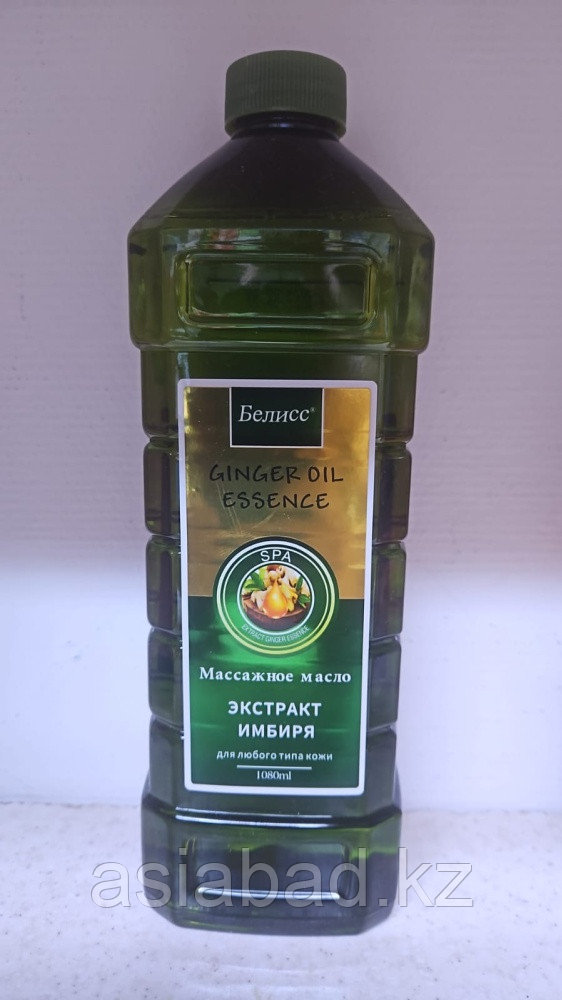 Белисс®
GINGER OIL
ESSENCE
SPA
EXTRACT GINGER ESSENCE
Массажное масло
ЭКСТРАКТ
ИМБИРЯ
для любого типа кожи
1080ml
asiabad.kz